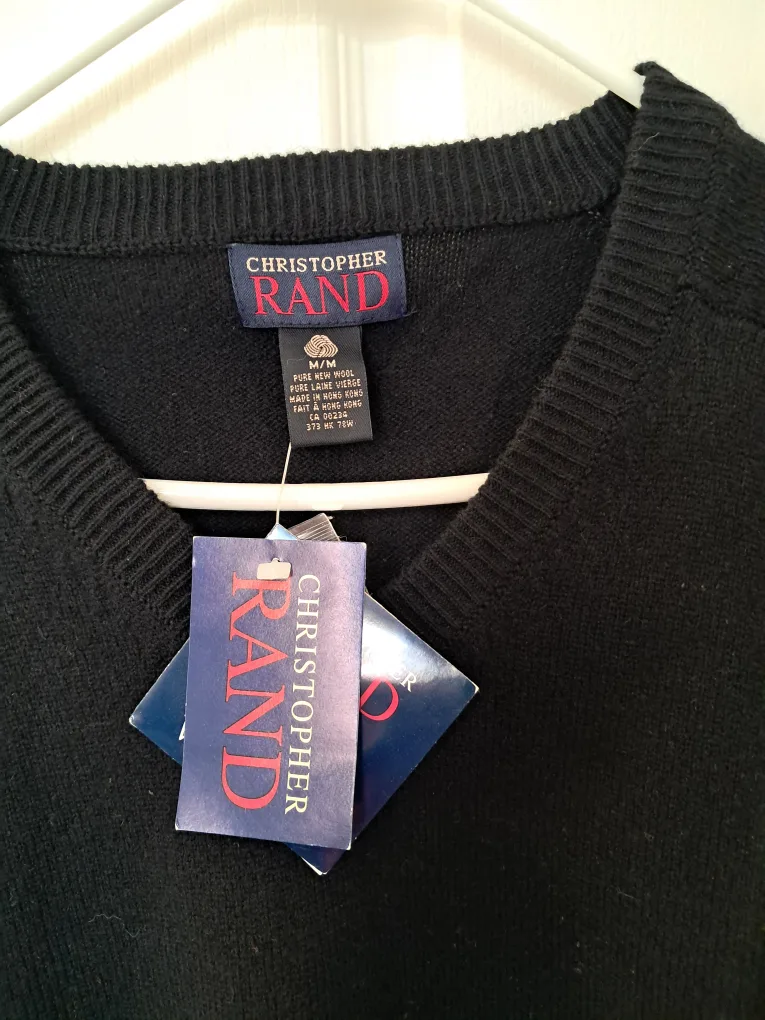 CHRISTOPHER
RAND
M/M
PURE NEW WOOL
PURE LAINE VIERGE
MADE IN HONG KONG
FAIT À HONG KONG
CA 00234
373 HK 78W
CHRISTOPHER
RAND
ER
D